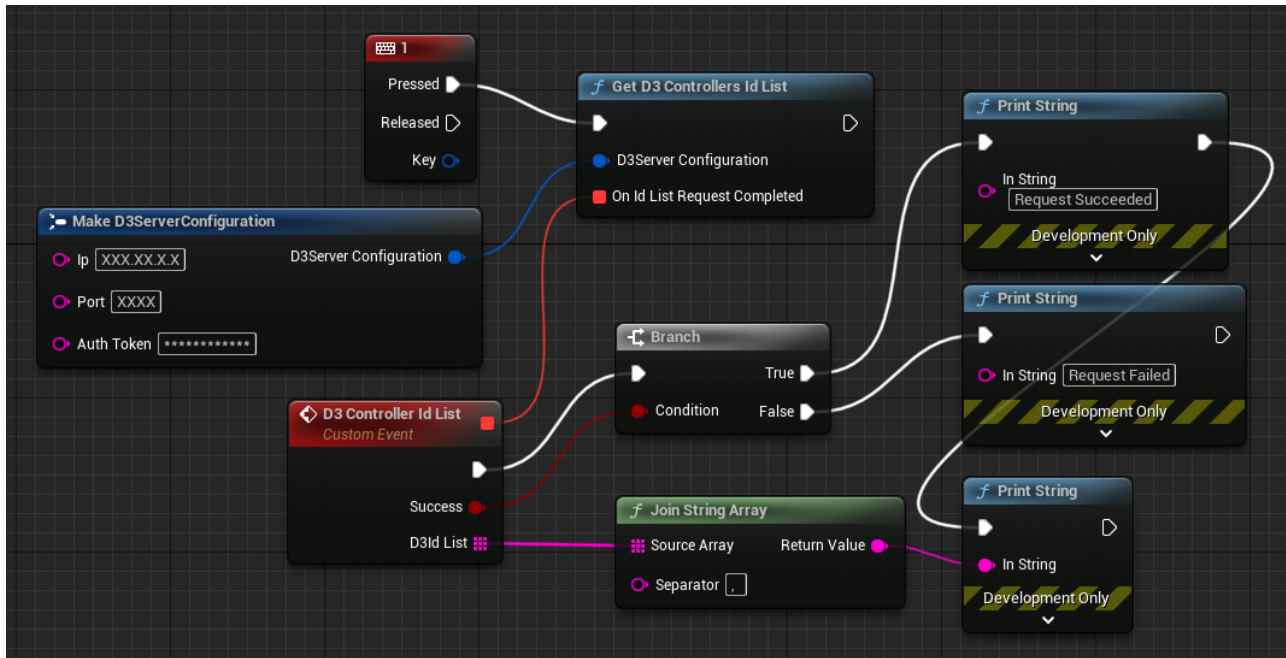 1
Pressed
Released
Key
f Get D3 Controllers Id List
D3Server Configuration
On Id List Request Completed
Make D3ServerConfiguration
Ip XXX.XX.X.X
D3Server Configuration
Port XXXX
Auth Token ************
D3 Controller Id List
Custom Event
Success
D3Id List
Branch
True
Condition
False
f Join String Array
Source Array
Return Value
Separator ,
f Print String
In String
Request Succeeded
Development Only
f Print String
In String Request Failed
Development Only
f Print String
In String
Development Only